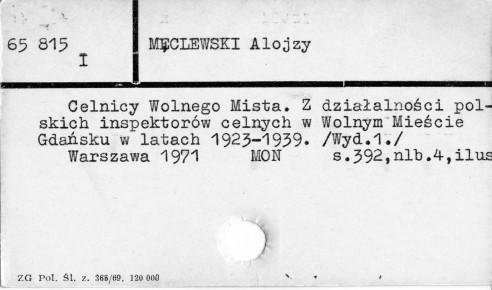 65 815
I
MĘCLEWSKI Alojzy
Celnicy Wolnego Mista. Z działalności pol-
skich inspektorów celnych w Wolnym Mieście
Gdańsku w latach 1923-1939. /Wyd.1./
Warszawa 1971 MON s.392,nlb.4,ilus
ZG Pol. Śl. z. 366/69. 120 000